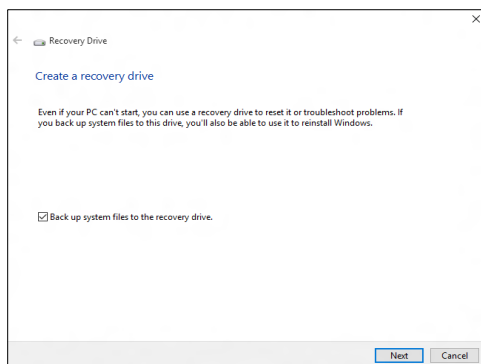 Recovery Drive
Create a recovery drive
Even if your PC can't start, you can use a recovery drive to reset it or troubleshoot problems. If
you back up system files to this drive, you'll also be able to use it to reinstall Windows.
Back up system files to the recovery drive.
Next Cancel